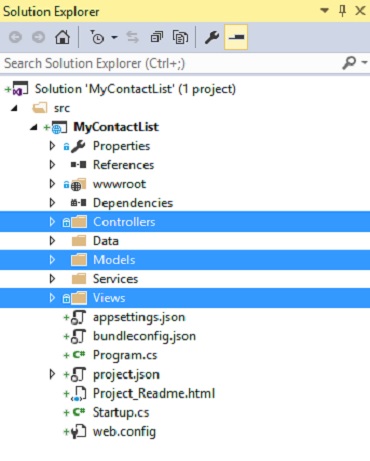 Solution Explorer
Search Solution Explorer (Ctrl+;)
Solution 'MyContactList' (1 project)
src
MyContactList
Properties
References
wwwroot
Dependencies
Controllers
Data
Models
Services
Views
appsettings.json
bundleconfig.json
C# Program.cs
project.json
Project_Readme.html
C# Startup.cs
web.config